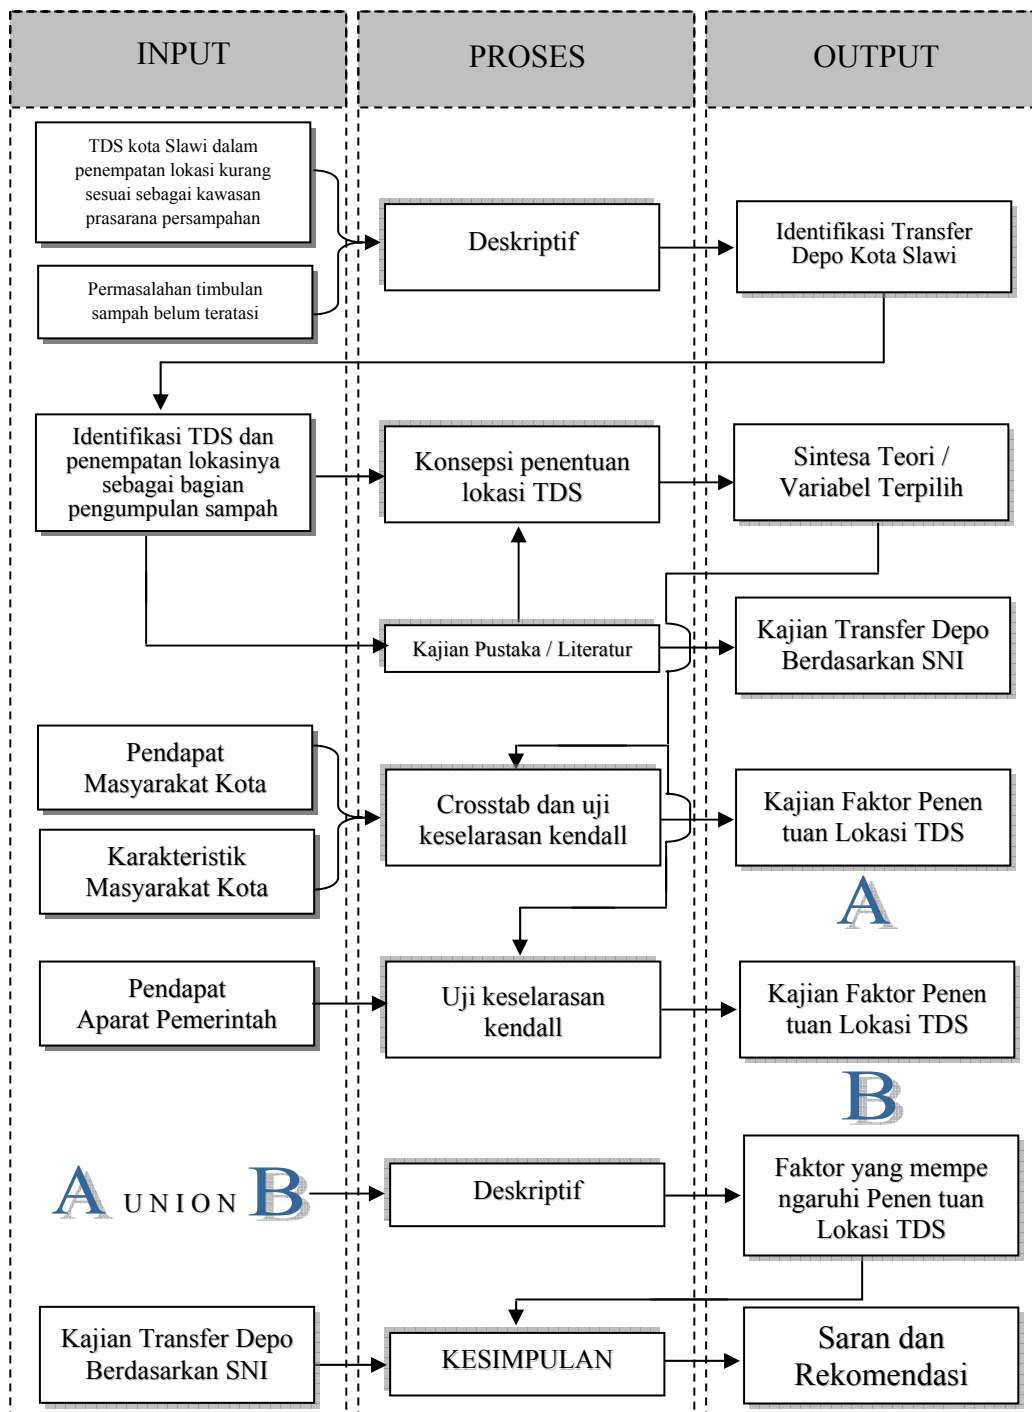 INPUT
PROSES
OUTPUT
TDS kota Slawi dalam
penempatan lokasi kurang
sesuai sebagai kawasan
prasarana persampahan
Permasalahan timbulan
sampah belum teratasi
Deskriptif
Identifikasi Transfer
Depo Kota Slawi
Identifikasi TDS dan
penempatan lokasinya
sebagai bagian
pengumpulan sampah
Konsepsi penentuan
lokasi TDS
Sintesa Teori /
Variabel Terpilih
Kajian Pustaka / Literatur
Kajian Transfer Depo
Berdasarkan SNI
Pendapat
Masyarakat Kota
Karakteristik
Masyarakat Kota
Crosstab dan uji
keselarasan kendall
Kajian Faktor Penen
tuan Lokasi TDS
A
Pendapat
Aparat Pemerintah
Uji keselarasan
kendall
Kajian Faktor Penen
tuan Lokasi TDS
B
A UNION B
Deskriptif
Faktor yang mempe
ngaruhi Penen tuan
Lokasi TDS
Kajian Transfer Depo
Berdasarkan SNI
KESIMPULAN
Saran dan
Rekomendasi